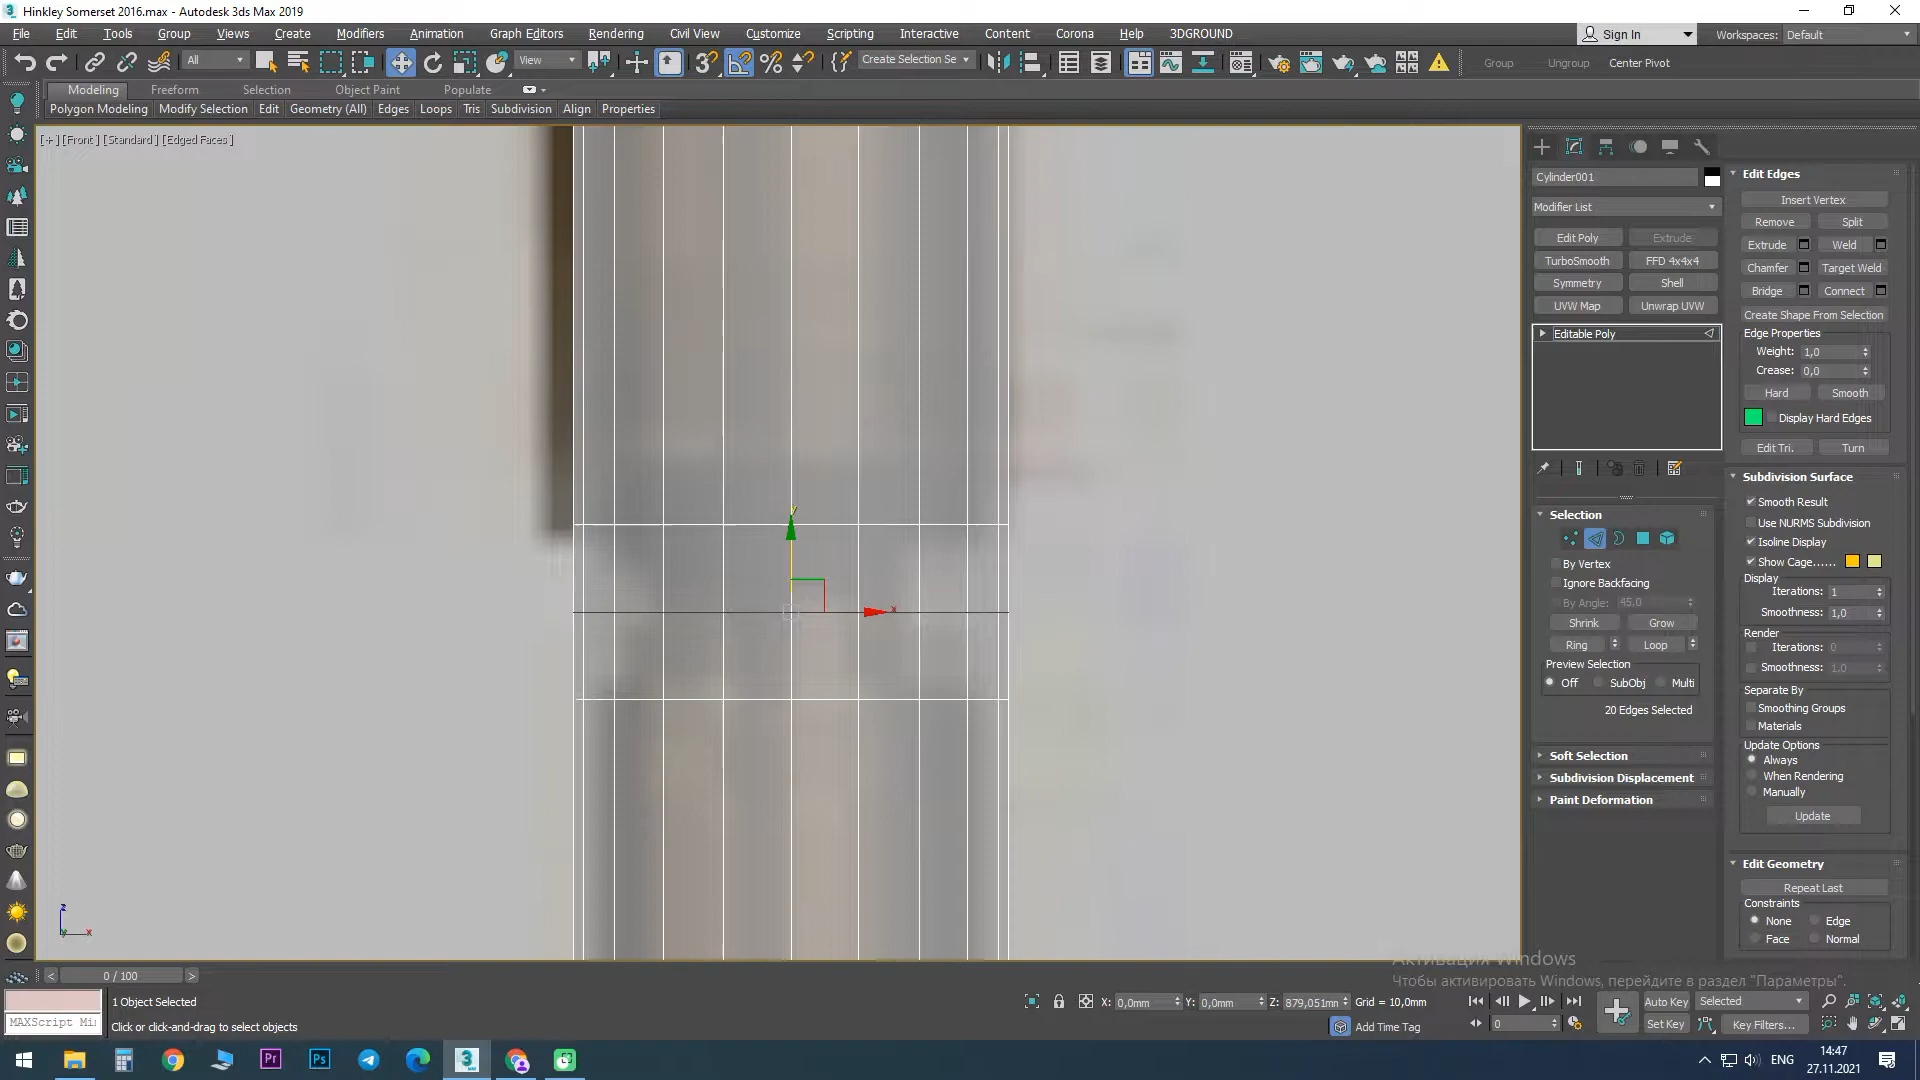 Hinkley Somerset 2016.max - Autodesk 3ds Max 2019
File Edit Tools Group Views Create Modifiers Animation Graph Editors Rendering Civil View Customize Scripting Interactive Content Corona Help 3DGROUND
Sign In Workspaces: Default
All View Create Selection Se Group Ungroup Center Pivot
Modeling Freeform Selection Object Paint Populate
Polygon Modeling Modify Selection Edit Geometry (All) Edges Loops Tris Subdivision Align Properties
[+][Front][Standard][Edged Faces]
Cylinder001
Modifier List
Edit Poly Extrude
TurboSmooth FFD 4x4x4
Symmetry Shell
UVW Map Unwrap UVW
Editable Poly
Selection
By Vertex
Ignore Backfacing
By Angle: 45,0
Shrink Grow
Ring Loop
Preview Selection
Off SubObj Multi
20 Edges Selected
Soft Selection
Subdivision Displacement
Paint Deformation
Edit Edges
Insert Vertex
Remove Split
Extrude Weld
Chamfer Target Weld
Bridge Connect
Create Shape From Selection
Edge Properties
Weight: 1,0
Crease: 0,0
Hard Smooth
Display Hard Edges
Edit Tri. Turn
Subdivision Surface
Smooth Result
Use NURMS Subdivision
Isoline Display
Show Cage......
Display
Iterations: 1
Smoothness: 1,0
Render
Iterations: 0
Smoothness: 1,0
Separate By
Smoothing Groups
Materials
Update Options
Always
When Rendering
Manually
Update
Edit Geometry
Repeat Last
Constraints
None Edge
Face Normal
y
x
z
x
y
Активация Windows
Чтобы активировать Windows, перейдите в раздел "Параметры".
< 0 / 100 >
1 Object Selected X: 0,0mm Y: 0,0mm Z: 879,051mm Grid = 10,0mm Auto Key Selected
MAXScript Mi Click or click-and-drag to select objects Add Time Tag 0 Set Key Key Filters...
ENG 14:47
27.11.2021